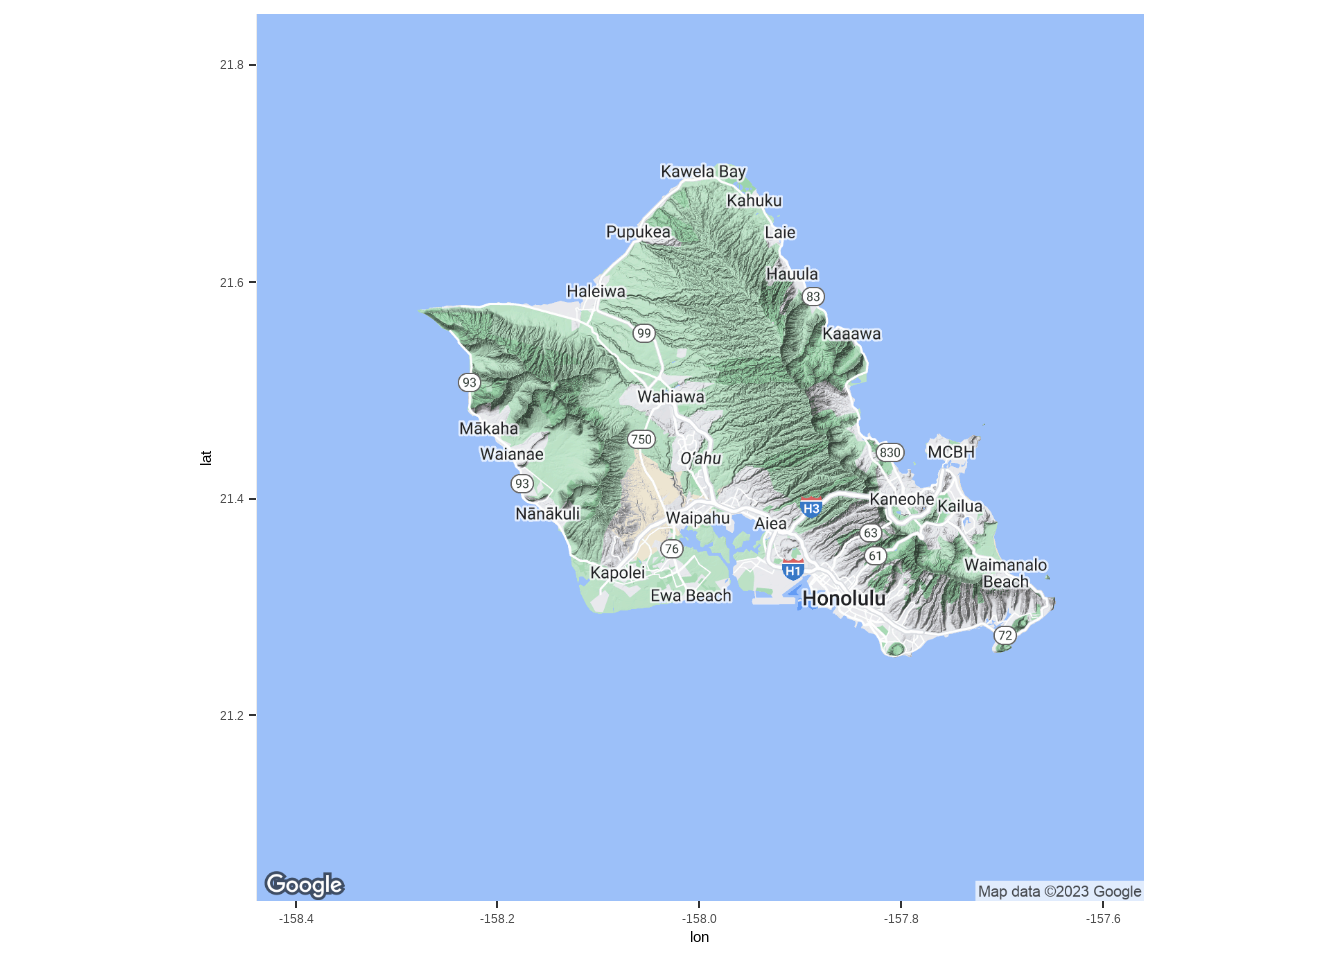 21.8
Kawela Bay
Kahuku
Pupukea
Laie
Hauula
21.6
Haleiwa
83
99
Kaaawa
93
Wahiawa
Mākaha
750
Waianae
Oʻahu
830
MCBH
lat
93
21.4
Kaneohe
Kailua
H3
Nānākuli
Waipahu
Aiea
63
76
61
Waimanalo
Beach
Kapolei
H1
Ewa Beach
Honolulu
72
21.2
Google
Map data ©2023 Google
-158.4
-158.2
-158.0
-157.8
-157.6
lon